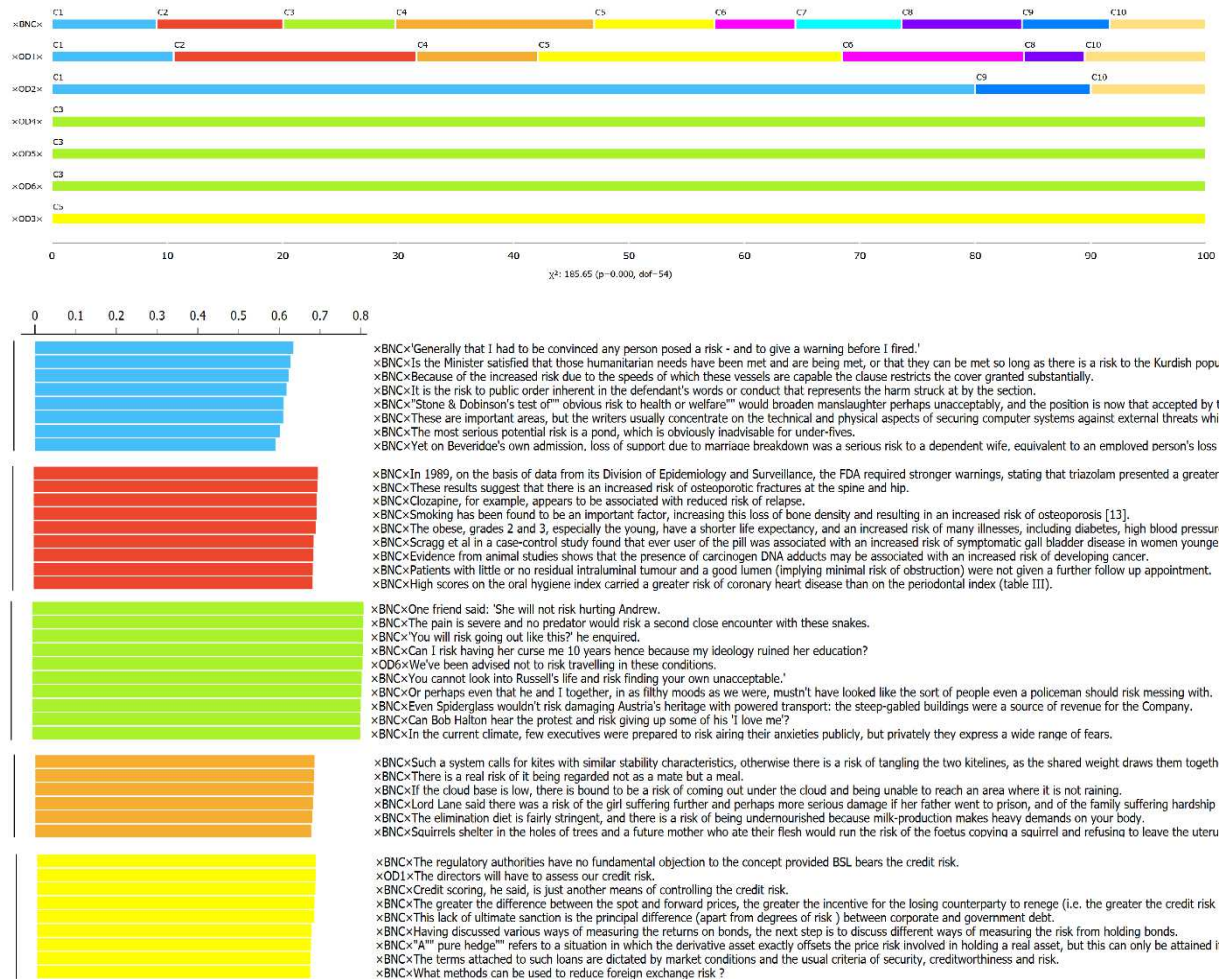 C1 C2 C3 C4 C5 C6 C7 C8 C9 C10
×BNC×
C1 C2 C4 C5 C6 C8 C10
×OD1×
C1 C9 C10
×OD2×
C3
×OD4×
C3
×OD5×
C3
×OD6×
C5
×OD3×
0 10 20 30 40 50 60 70 80 90 100
χ²: 185.65 (p=0.000, dof=54)
0 0.1 0.2 0.3 0.4 0.5 0.6 0.7 0.8
×BNC×'Generally that I had to be convinced any person posed a risk - and to give a warning before I fired.'
×BNC×Is the Minister satisfied that those humanitarian needs have been met and are being met, or that they can be met so long as there is a risk to the Kurdish popu
×BNC×Because of the increased risk due to the speeds of which these vessels are capable the clause restricts the cover granted substantially.
×BNC×It is the risk to public order inherent in the defendant's words or conduct that represents the harm struck at by the section.
×BNC×"Stone & Dobinson's test of"" obvious risk to health or welfare"" would broaden manslaughter perhaps unacceptably, and the position is now that accepted by t
×BNC×These are important areas, but the writers usually concentrate on the technical and physical aspects of securing computer systems against external threats whi
×BNC×The most serious potential risk is a pond, which is obviously inadvisable for under-fives.
×BNC×Yet on Beveridge's own admission, loss of support due to marriage breakdown was a serious risk to a dependent wife, equivalent to an employed person's loss
×BNC×In 1989, on the basis of data from its Division of Epidemiology and Surveillance, the FDA required stronger warnings, stating that triazolam presented a greater
×BNC×These results suggest that there is an increased risk of osteoporotic fractures at the spine and hip.
×BNC×Clozapine, for example, appears to be associated with reduced risk of relapse.
×BNC×Smoking has been found to be an important factor, increasing this loss of bone density and resulting in an increased risk of osteoporosis [13].
×BNC×The obese, grades 2 and 3, especially the young, have a shorter life expectancy, and an increased risk of many illnesses, including diabetes, high blood pressur
×BNC×Scragg et al in a case-control study found that ever user of the pill was associated with an increased risk of symptomatic gall bladder disease in women younge
×BNC×Evidence from animal studies shows that the presence of carcinogen DNA adducts may be associated with an increased risk of developing cancer.
×BNC×Patients with little or no residual intraluminal tumour and a good lumen (implying minimal risk of obstruction) were not given a further follow up appointment.
×BNC×High scores on the oral hygiene index carried a greater risk of coronary heart disease than on the periodontal index (table III).
×BNC×One friend said: 'She will not risk hurting Andrew.
×BNC×The pain is severe and no predator would risk a second close encounter with these snakes.
×BNC×'You will risk going out like this?' he enquired.
×BNC×Can I risk having her curse me 10 years hence because my ideology ruined her education?
×OD6×We've been advised not to risk travelling in these conditions.
×BNC×You cannot look into Russell's life and risk finding your own unacceptable.'
×BNC×Or perhaps even that he and I together, in as filthy moods as we were, mustn't have looked like the sort of people even a policeman should risk messing with.
×BNC×Even Spiderglass wouldn't risk damaging Austria's heritage with powered transport: the steep-gabled buildings were a source of revenue for the Company.
×BNC×Can Bob Halton hear the protest and risk giving up some of his 'I love me'?
×BNC×In the current climate, few executives were prepared to risk airing their anxieties publicly, but privately they express a wide range of fears.
×BNC×Such a system calls for kites with similar stability characteristics, otherwise there is a risk of tangling the two kitelines, as the shared weight draws them togeth
×BNC×There is a real risk of it being regarded not as a mate but a meal.
×BNC×If the cloud base is low, there is bound to be a risk of coming out under the cloud and being unable to reach an area where it is not raining.
×BNC×Lord Lane said there was a risk of the girl suffering further and perhaps more serious damage if her father went to prison, and of the family suffering hardship
×BNC×The elimination diet is fairly stringent, and there is a risk of being undernourished because milk-production makes heavy demands on your body.
×BNC×Squirrels shelter in the holes of trees and a future mother who ate their flesh would run the risk of the foetus copying a squirrel and refusing to leave the uteru
×BNC×The regulatory authorities have no fundamental objection to the concept provided BSL bears the credit risk.
×OD1×The directors will have to assess our credit risk.
×BNC×Credit scoring, he said, is just another means of controlling the credit risk.
×BNC×The greater the difference between the spot and forward prices, the greater the incentive for the losing counterparty to renege (i.e. the greater the credit risk
×BNC×This lack of ultimate sanction is the principal difference (apart from degrees of risk ) between corporate and government debt.
×BNC×Having discussed various ways of measuring the returns on bonds, the next step is to discuss different ways of measuring the risk from holding bonds.
×BNC×"A"" pure hedge"" refers to a situation in which the derivative asset exactly offsets the price risk involved in holding a real asset, but this can only be attained i
×BNC×The terms attached to such loans are dictated by market conditions and the usual criteria of security, creditworthiness and risk.
×BNC×What methods can be used to reduce foreign exchange risk ?